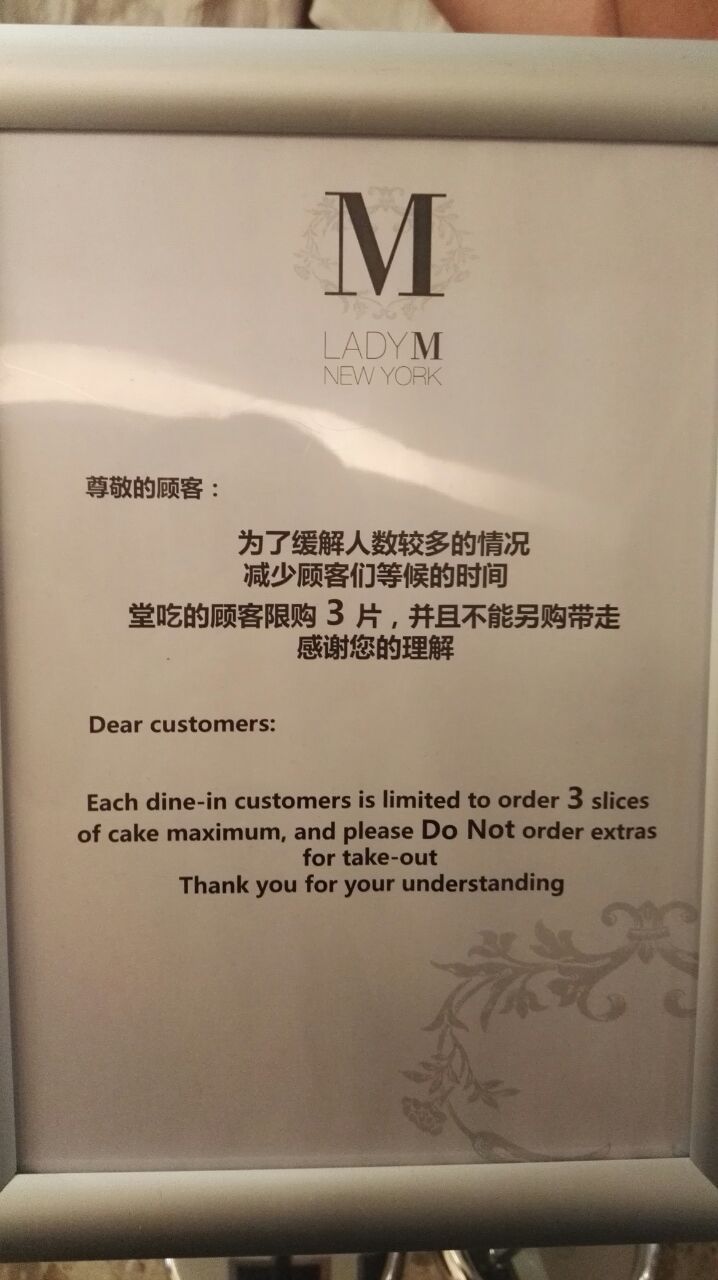 M
LADY M
NEW YORK
尊敬的顾客：
为了缓解人数较多的情况
减少顾客们等候的时间
堂吃的顾客限购 3 片，并且不能另购带走
感谢您的理解
Dear customers:
Each dine-in customers is limited to order 3 slices
of cake maximum, and please Do Not order extras
for take-out
Thank you for your understanding